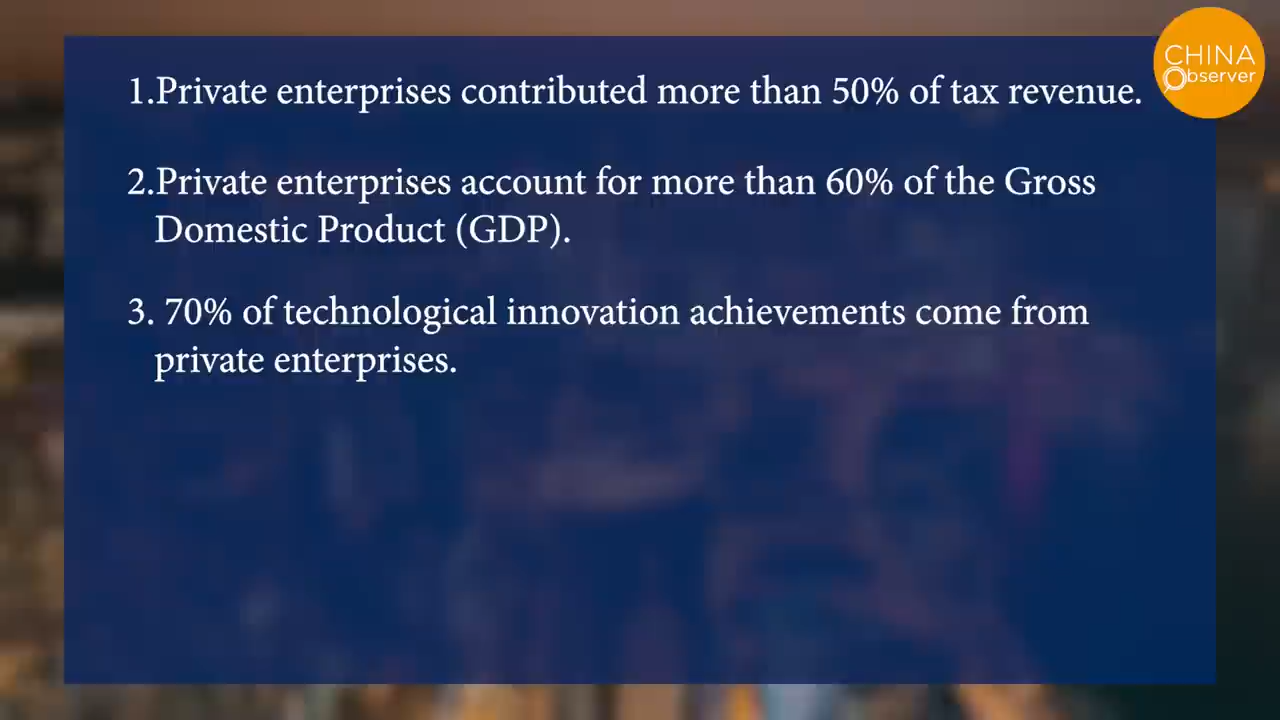 CHINA
Observer
1.Private enterprises contributed more than 50% of tax revenue.
2.Private enterprises account for more than 60% of the Gross
Domestic Product (GDP).
3. 70% of technological innovation achievements come from
private enterprises.